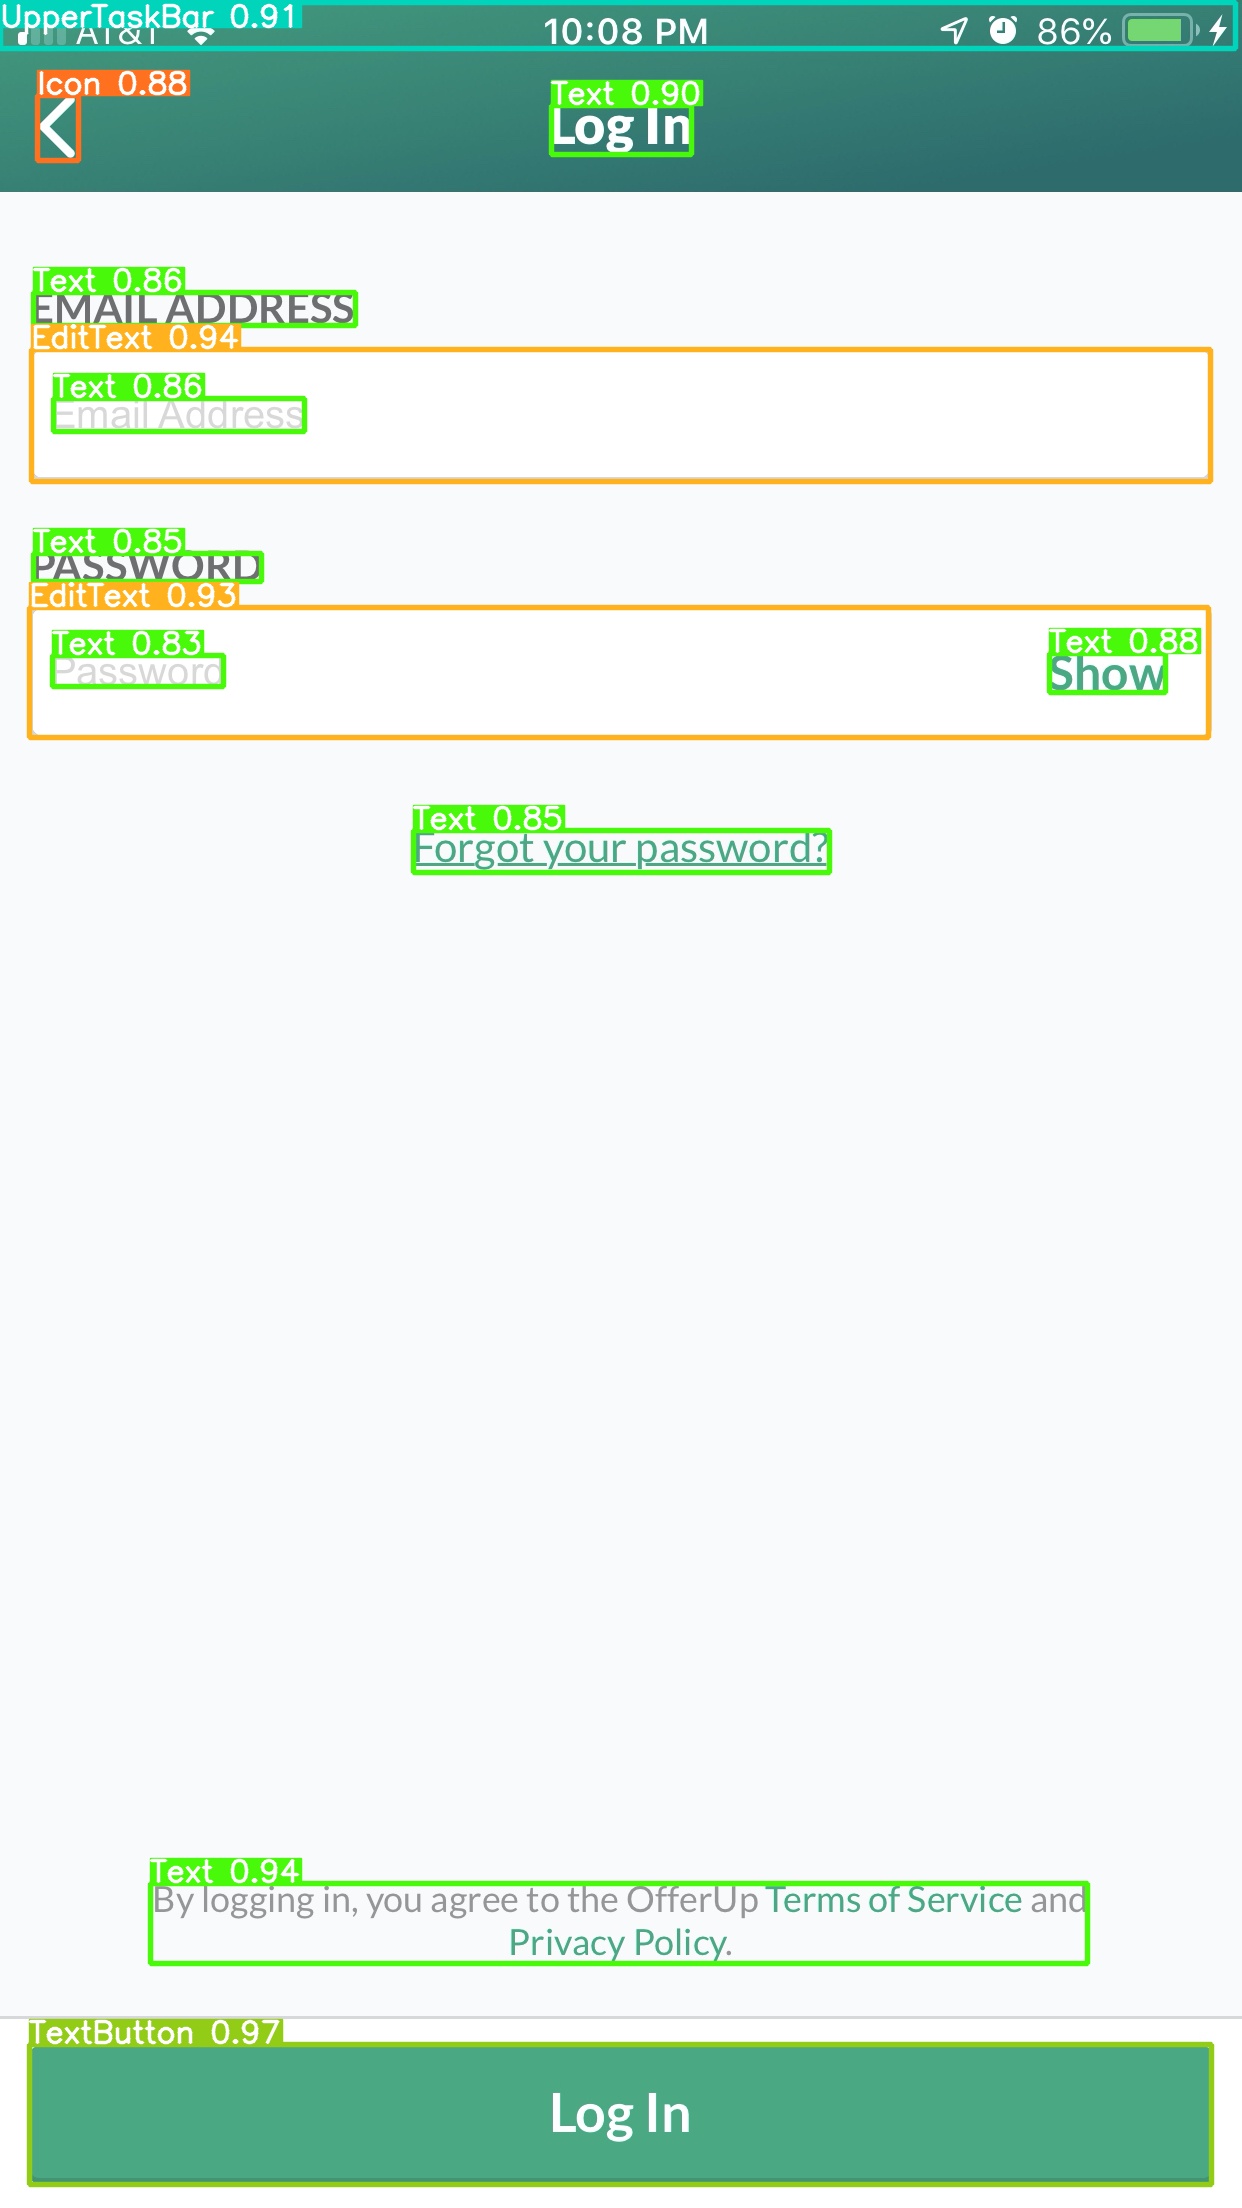 UpperTaskBar 0.91
AT&T 10:08 PM 86%
Icon 0.88
Text 0.90
Log In
Text 0.86
EMAIL ADDRESS
EditText 0.94
Text 0.86
Email Address
Text 0.85
PASSWORD
EditText 0.93
Text 0.83 Text 0.88
Password Show
Text 0.85
Forgot your password?
Text 0.94
By logging in, you agree to the OfferUp Terms of Service and
Privacy Policy.
TextButton 0.97
Log In